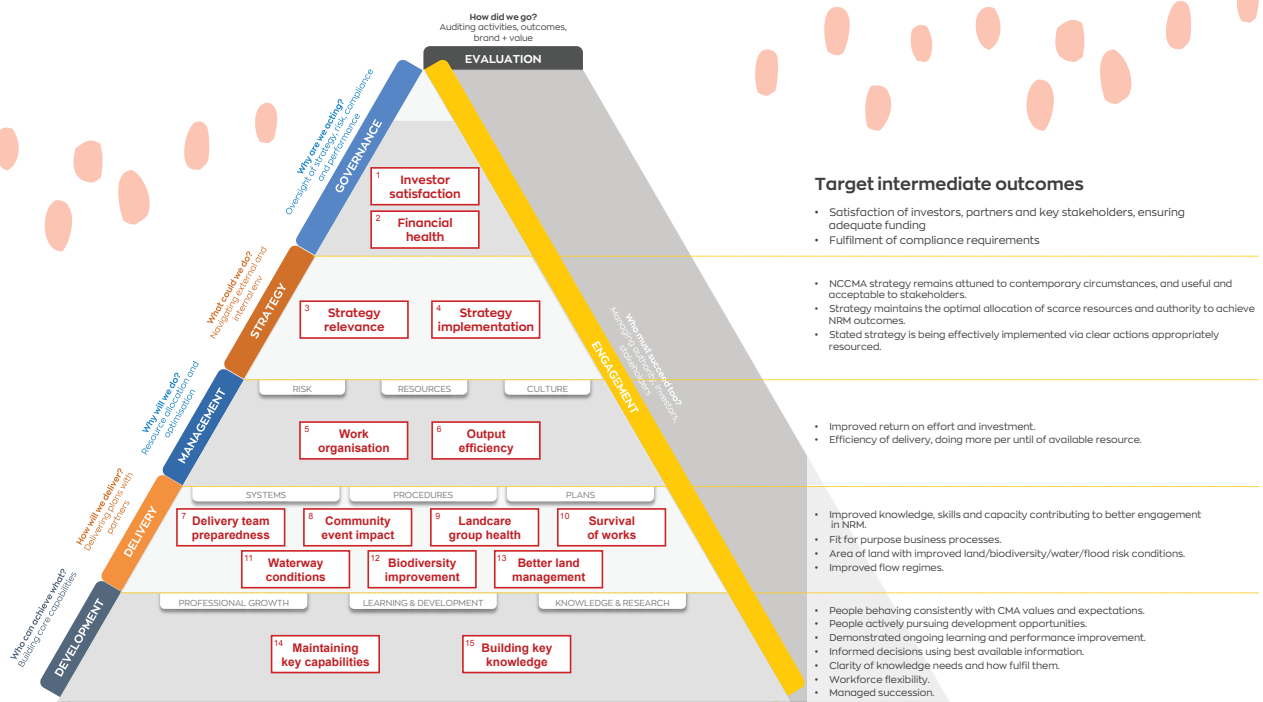 How did we go?
Auditing activities, outcomes,
brand + value
EVALUATION
Why are we acting?
Oversight of strategy, risk, compliance
and performance
GOVERNANCE
1 Investor
satisfaction
2 Financial
health
Target intermediate outcomes
• Satisfaction of investors, partners and key stakeholders, ensuring
adequate funding
• Fulfilment of compliance requirements
What could we do?
Navigating external and
internal env
STRATEGY
3 Strategy
relevance
4 Strategy
implementation
• NCCMA strategy remains attuned to contemporary circumstances, and useful and
acceptable to stakeholders.
• Strategy maintains the optimal allocation of scarce resources and authority to achieve
NRM outcomes.
• Stated strategy is being effectively implemented via clear actions appropriately
resourced.
Who must succeed too?
Managing authority, investors,
stakeholders
ENGAGEMENT
Why will we do?
Resource allocation and
optimisation
MANAGEMENT
RISK
RESOURCES
CULTURE
5 Work
organisation
6 Output
efficiency
• Improved return on effort and investment.
• Efficiency of delivery, doing more per until of available resource.
How will we deliver?
Delivering plans with
partners
DELIVERY
SYSTEMS
PROCEDURES
PLANS
7 Delivery team
preparedness
8 Community
event impact
9 Landcare
group health
10 Survival
of works
11 Waterway
conditions
12 Biodiversity
improvement
13 Better land
management
• Improved knowledge, skills and capacity contributing to better engagement
in NRM.
• Fit for purpose business processes.
• Area of land with improved land/biodiversity/water/flood risk conditions.
• Improved flow regimes.
Who can achieve what?
Building core capabilities
DEVELOPMENT
PROFESSIONAL GROWTH
LEARNING & DEVELOPMENT
KNOWLEDGE & RESEARCH
14 Maintaining
key capabilities
15 Building key
knowledge
• People behaving consistently with CMA values and expectations.
• People actively pursuing development opportunities.
• Demonstrated ongoing learning and performance improvement.
• Informed decisions using best available information.
• Clarity of knowledge needs and how fulfil them.
• Workforce flexibility.
• Managed succession.